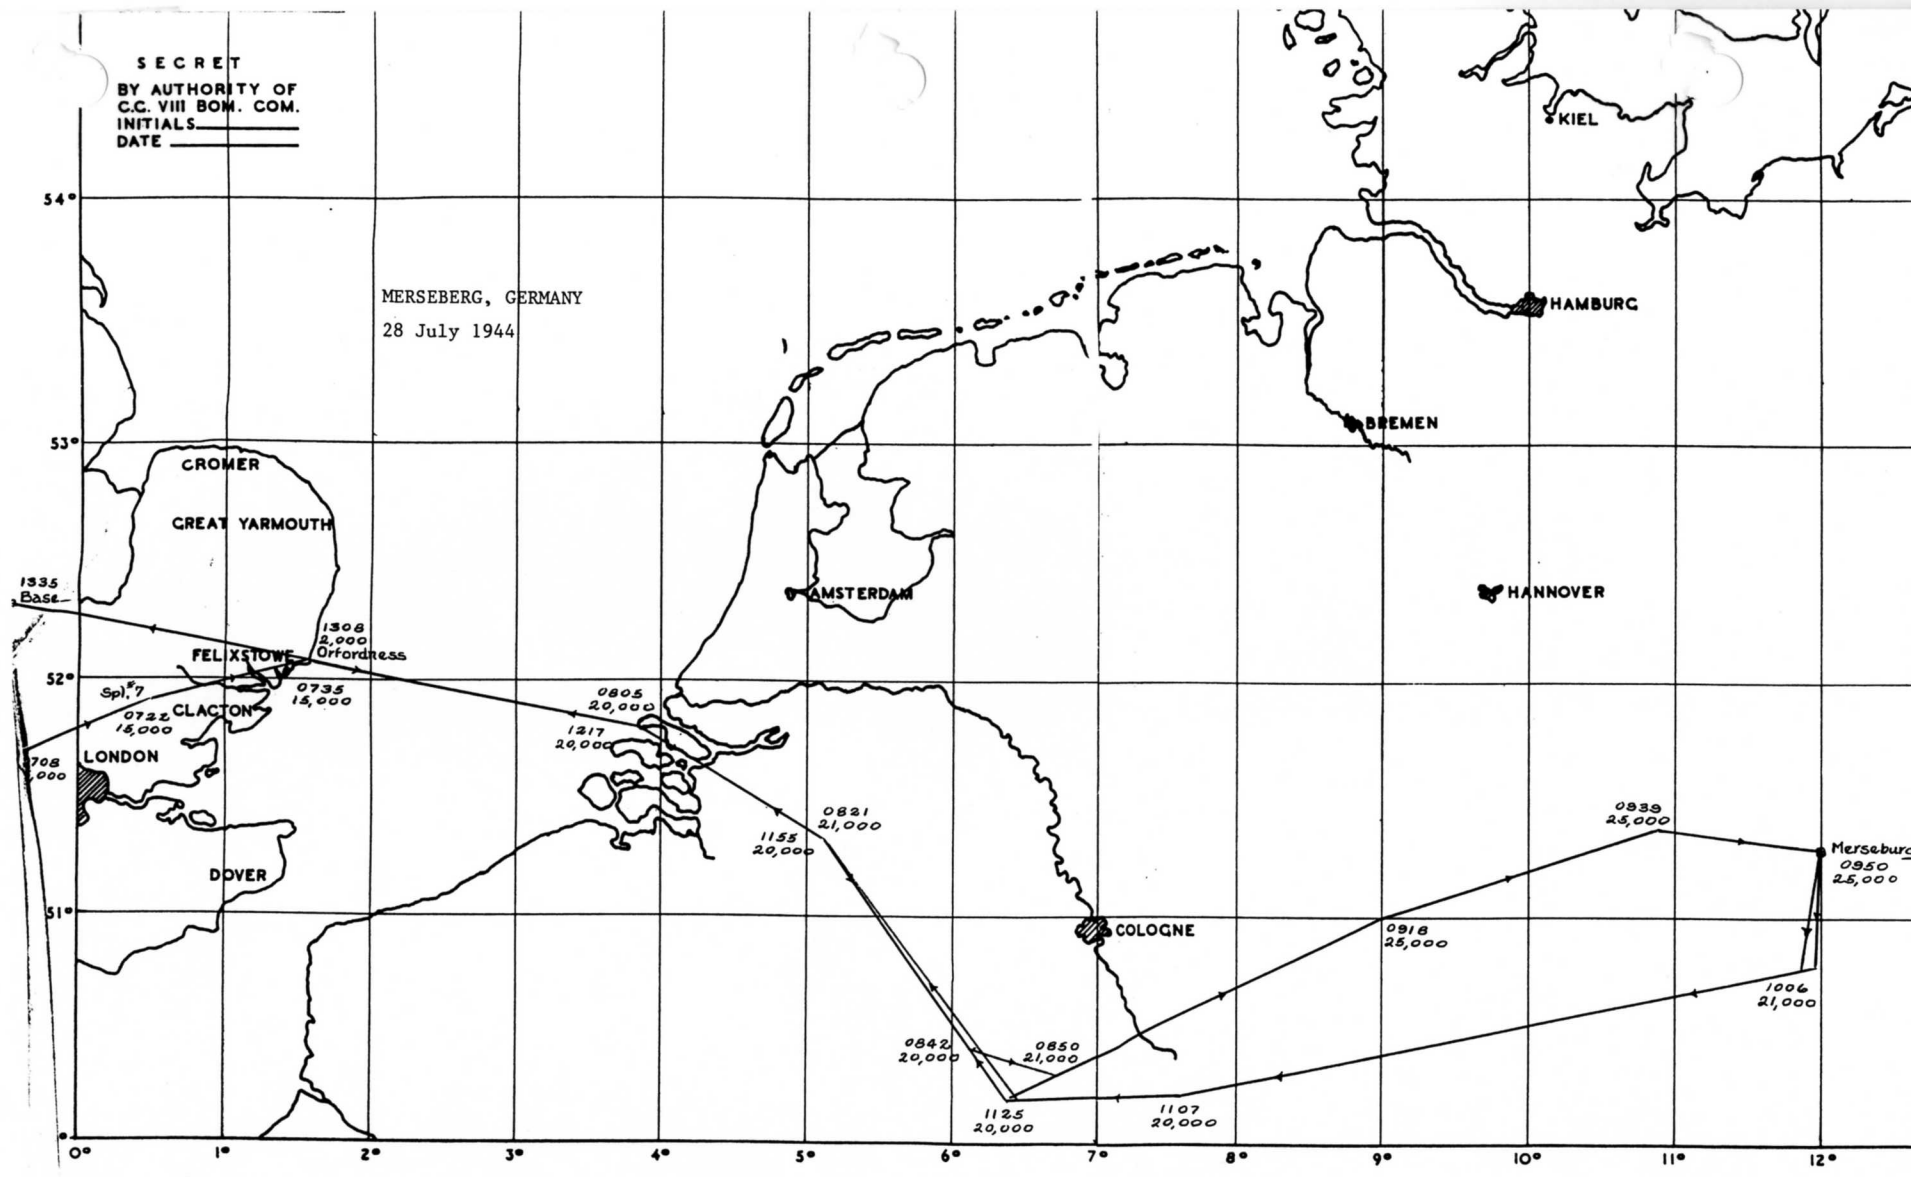 SECRET
BY AUTHORITY OF
C.C. VIII BOM. COM.
INITIALS
DATE
KIEL
54°
MERSEBERG, GERMANY
28 July 1944
HAMBURG
BREMEN
53°
CROMER
GREAT YARMOUTH
1335
Base
AMSTERDAM
HANNOVER
1308
2,000
Orfordness
FELIXSTOWE
52°
Spl.#7
0735
15,000
0805
20,000
CLACTON
0722
15,000
1217
20,000
LONDON
708
,000
0821
21,000
1155
20,000
0939
25,000
Merseburg
0950
25,000
DOVER
51°
COLOGNE
0918
25,000
1006
21,000
0842
20,000
0850
21,000
1125
20,000
1107
20,000
0° 1° 2° 3° 4° 5° 6° 7° 8° 9° 10° 11° 12°